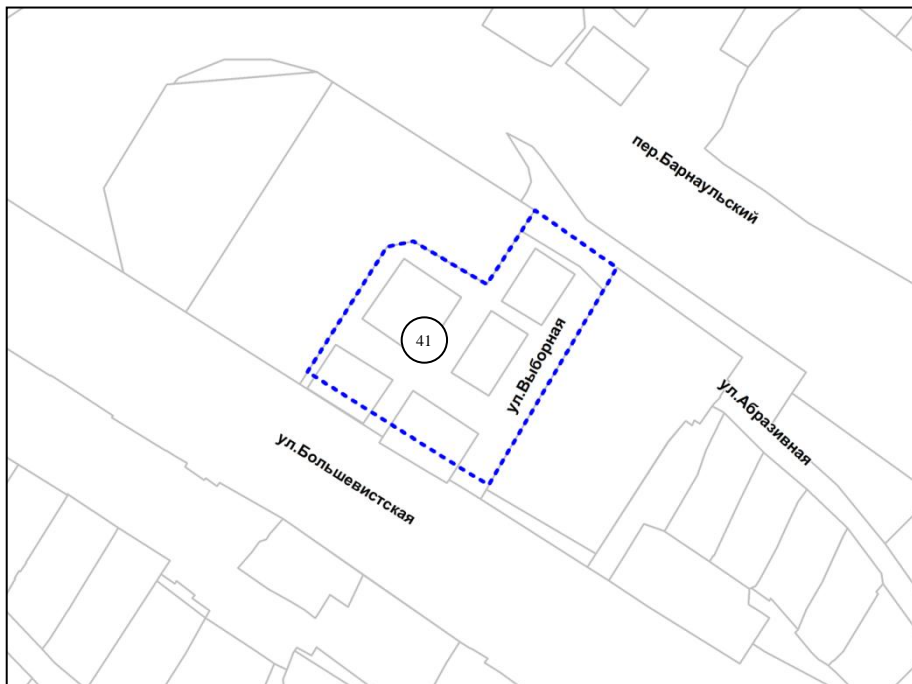 пер.Барнаульский
41
ул.Выборная
ул.Абразивная
ул.Большевистская